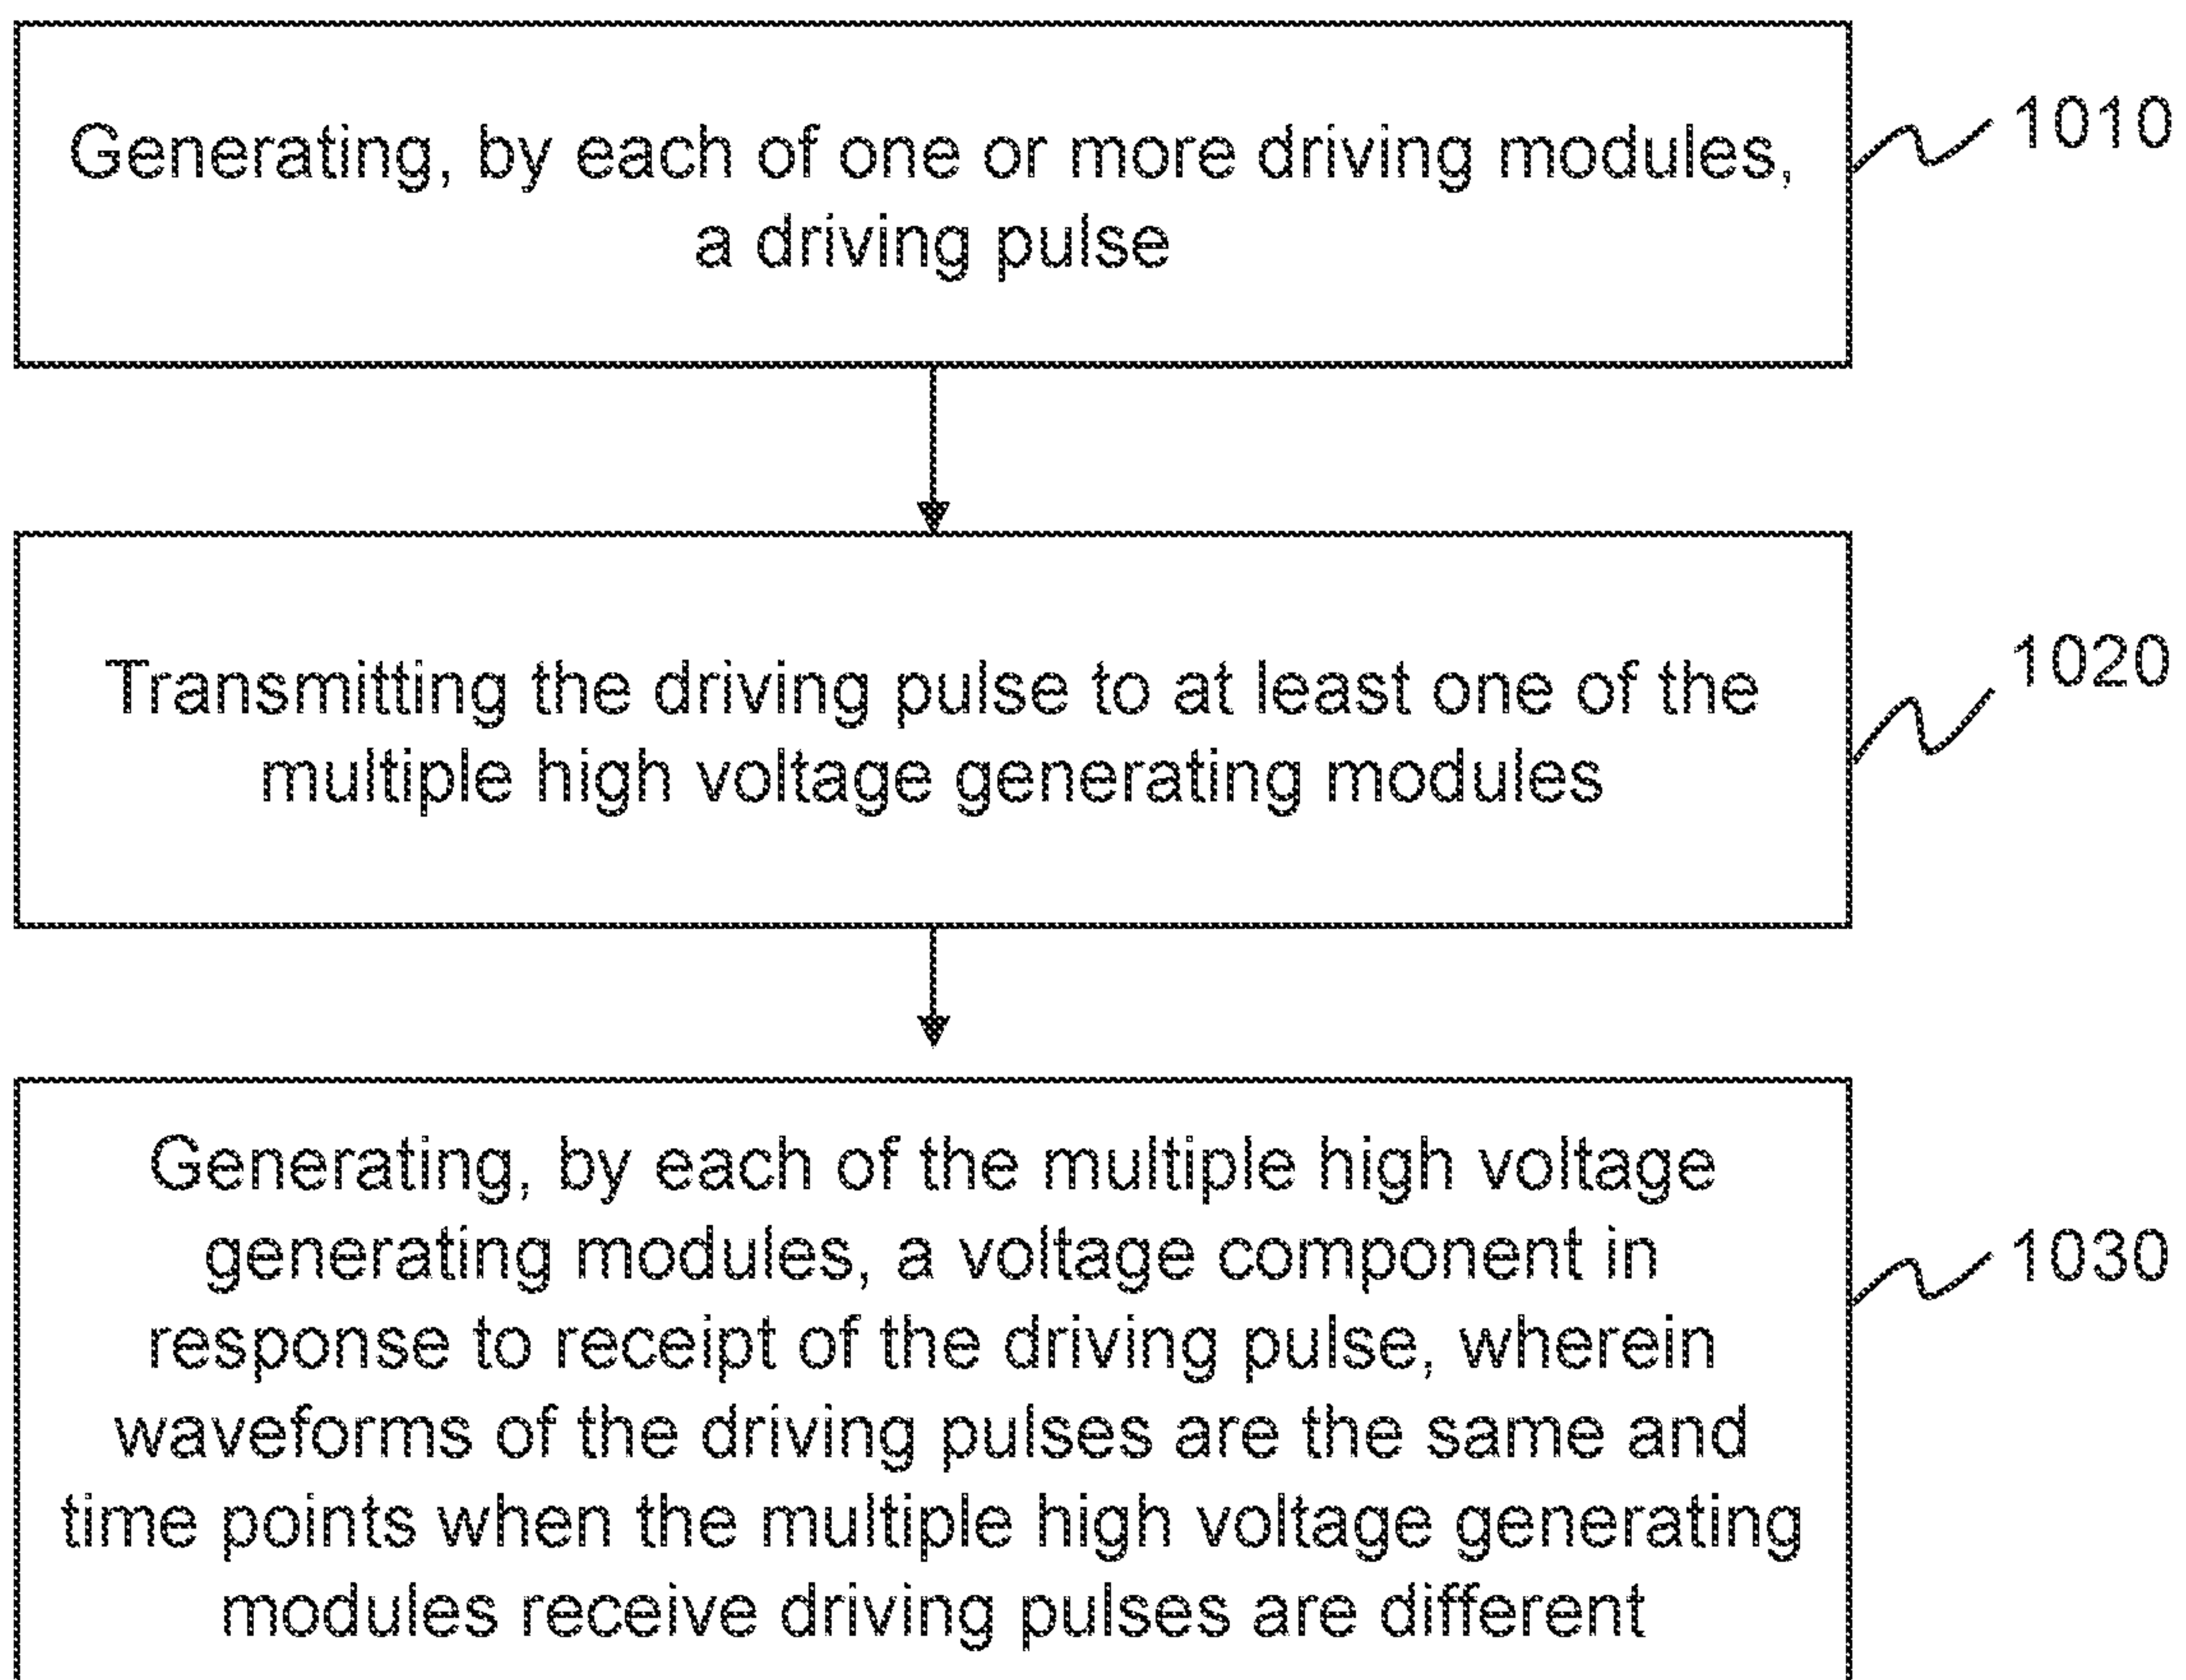 Generating, by each of one or more driving modules,
a driving pulse
1010
Transmitting the driving pulse to at least one of the
multiple high voltage generating modules
1020
Generating, by each of the multiple high voltage
generating modules, a voltage component in
response to receipt of the driving pulse, wherein
waveforms of the driving pulses are the same and
time points when the multiple high voltage generating
modules receive driving pulses are different
1030